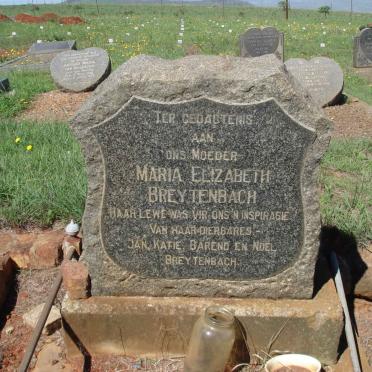 TER GEDAGTENIS
AAN
ONS MOEDER
MARIA ELIZABETH
BREYTENBACH
HAAR LEWE WAS VIR ONS 'N INSPIRASIE
VAN HAAR DIERBARES:-
JAN, KATIE, BAREND EN NOEL
BREYTENBACH.